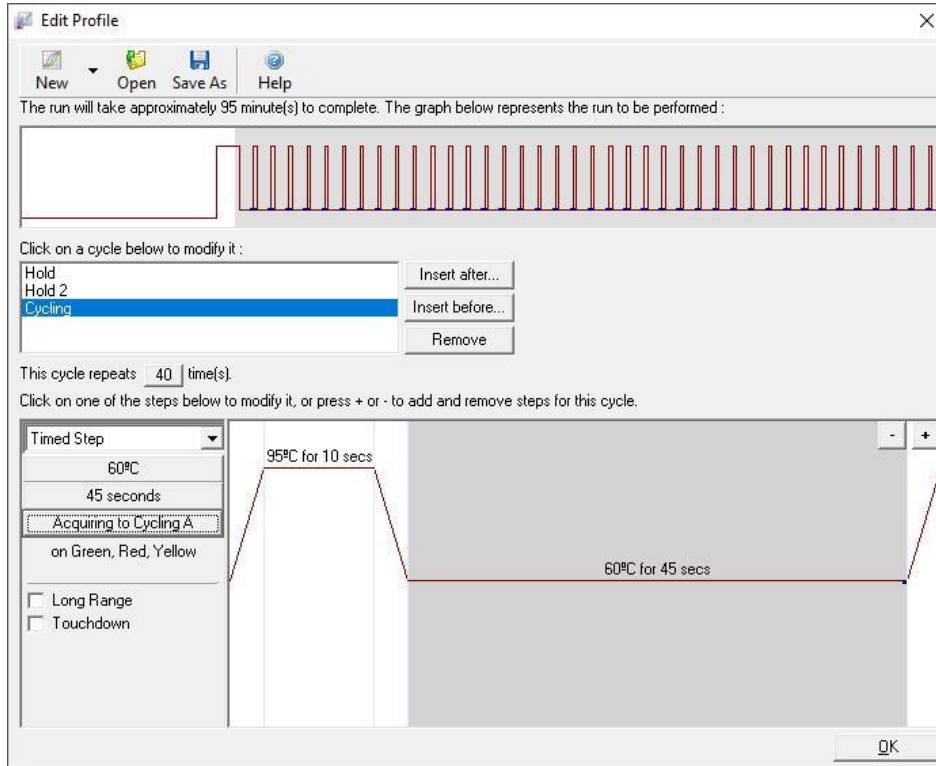 Edit Profile
New Open Save As Help
The run will take approximately 95 minute(s) to complete. The graph below represents the run to be performed :
Click on a cycle below to modify it :
Hold
Hold 2
Cycling
Insert after...
Insert before...
Remove
This cycle repeats 40 time(s).
Click on one of the steps below to modify it, or press + or - to add and remove steps for this cycle.
Timed Step
60ºC
45 seconds
Acquiring to Cycling A
on Green, Red, Yellow
Long Range
Touchdown
- +
95ºC for 10 secs
60ºC for 45 secs
OK